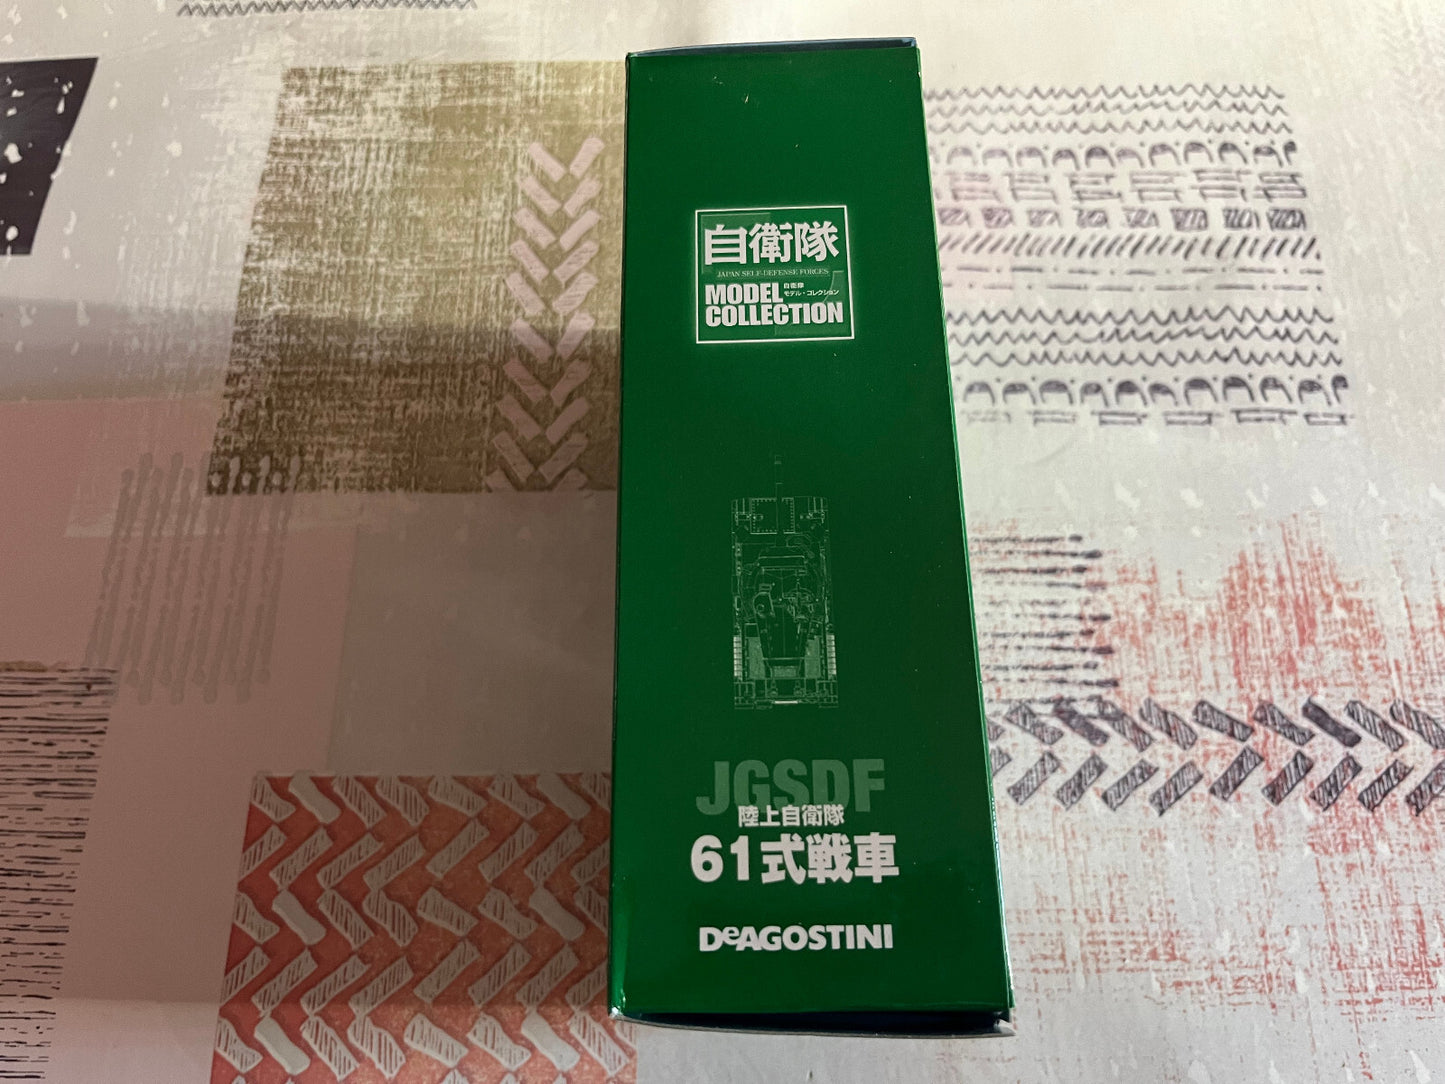 自衛隊
JAPAN SELF-DEFENSE FORCES
MODEL
自衛隊
モデル・コレクション
COLLECTION
JGSDF
陸上自衛隊
61式戦車
DeAGOSTINI